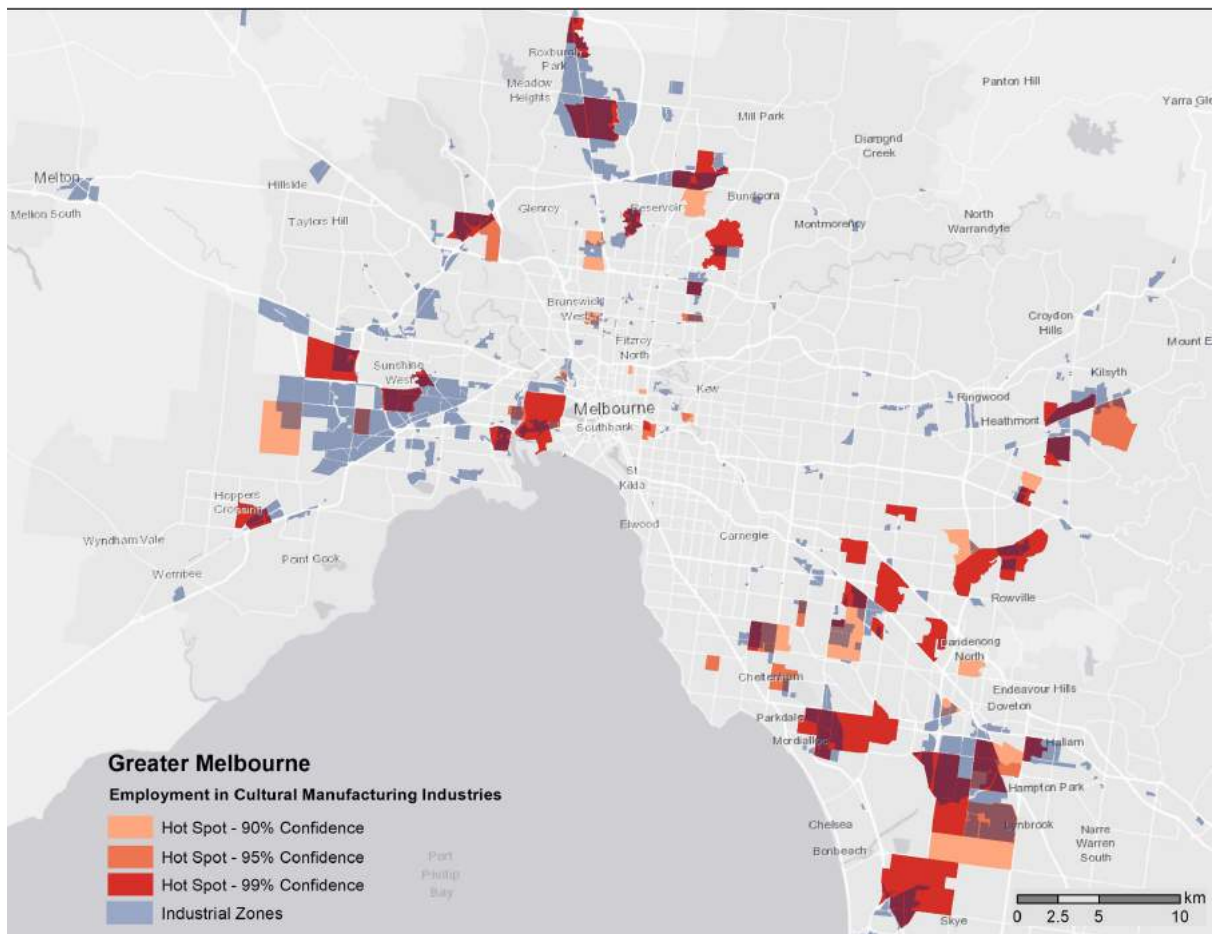 Roxburgh
Park
Meadow
Heights
Panton Hill
Yarra Gle
Mill Park
Diamond
Creek
Melton
Melton South
Hillside
Taylors Hill
Glenroy
Reservoir
Bundoora
Montmorency
North
Warrandyte
Brunswick
West
Fitzroy
North
Croydon
Hills
Mount E
Sunshine
West
Kew
Kilsyth
Ringwood
Heathmont
Melbourne
Southbank
St
Kilda
Elwood
Carnegie
Hoppers
Crossing
Wyndham Vale
Point Cook
Werribee
Rowville
Dandenong
North
Cheltenham
Endeavour Hills
Doveton
Parkdale
Mordialloc
Hallam
Hampton Park
Chelsea
Bonbeach
Lynbrook
Narre
Warren
South
Skye
Port
Phillip
Bay
Greater Melbourne
Employment in Cultural Manufacturing Industries
Hot Spot - 90% Confidence
Hot Spot - 95% Confidence
Hot Spot - 99% Confidence
Industrial Zones
km
0 2.5 5 10